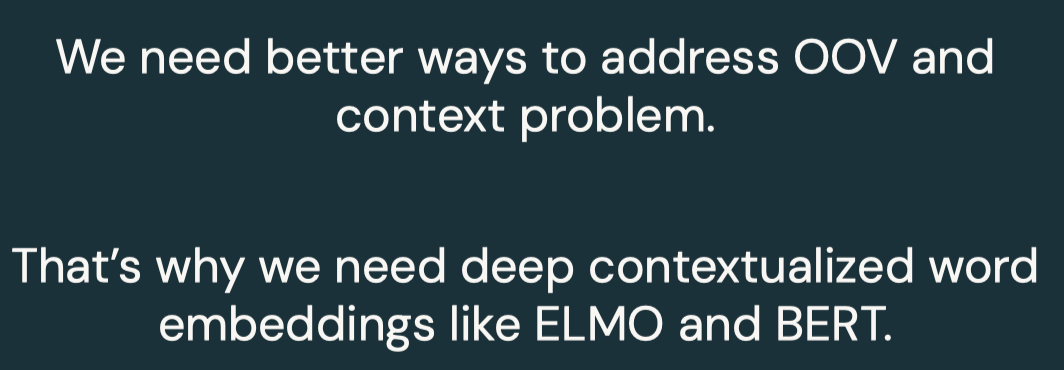 We need better ways to address OOV and
context problem.
That’s why we need deep contextualized word
embeddings like ELMO and BERT.